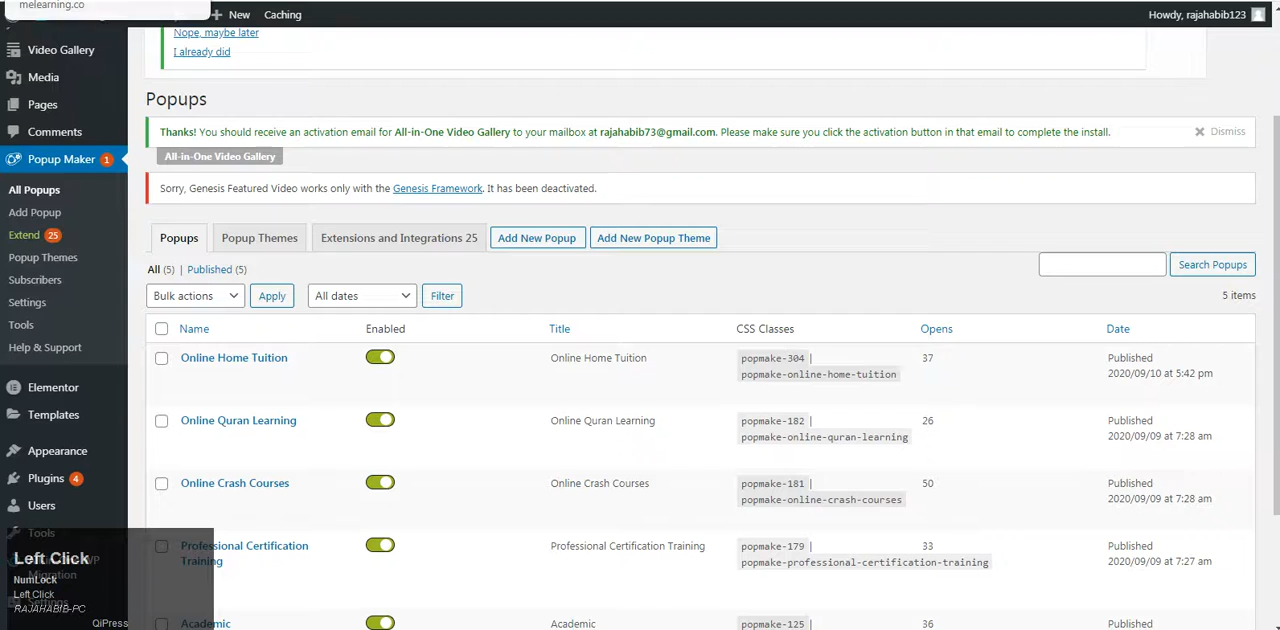 melearning.co
New
Caching
Howdy, rajahabib123
Video Gallery
Media
Pages
Comments
Popup Maker 1
All Popups
Add Popup
Extend 25
Popup Themes
Subscribers
Settings
Tools
Help & Support
Elementor
Templates
Appearance
Plugins 4
Users
Tools
Migration
Settings
Left Click
NumLock
Left Click
RAJAHABIB-PC
QiPress
Nope, maybe later
I already did
Popups
Thanks! You should receive an activation email for All-in-One Video Gallery to your mailbox at rajahabib73@gmail.com. Please make sure you click the activation button in that email to complete the install.
Dismiss
All-in-One Video Gallery
Sorry, Genesis Featured Video works only with the Genesis Framework. It has been deactivated.
Popups
Popup Themes
Extensions and Integrations 25
Add New Popup
Add New Popup Theme
All (5) | Published (5)
Search Popups
Bulk actions
Apply
All dates
Filter
5 items
Name Enabled Title CSS Classes Opens Date
Online Home Tuition Online Home Tuition popmake-304 | 37 Published
popmake-online-home-tuition 2020/09/10 at 5:42 pm
Online Quran Learning Online Quran Learning popmake-182 | 26 Published
popmake-online-quran-learning 2020/09/09 at 7:28 am
Online Crash Courses Online Crash Courses popmake-181 | 50 Published
popmake-online-crash-courses 2020/09/09 at 7:28 am
Professional Certification Professional Certification Training popmake-179 | 33 Published
Training popmake-professional-certification-training 2020/09/09 at 7:27 am
Academic Academic popmake-125 | 36 Published